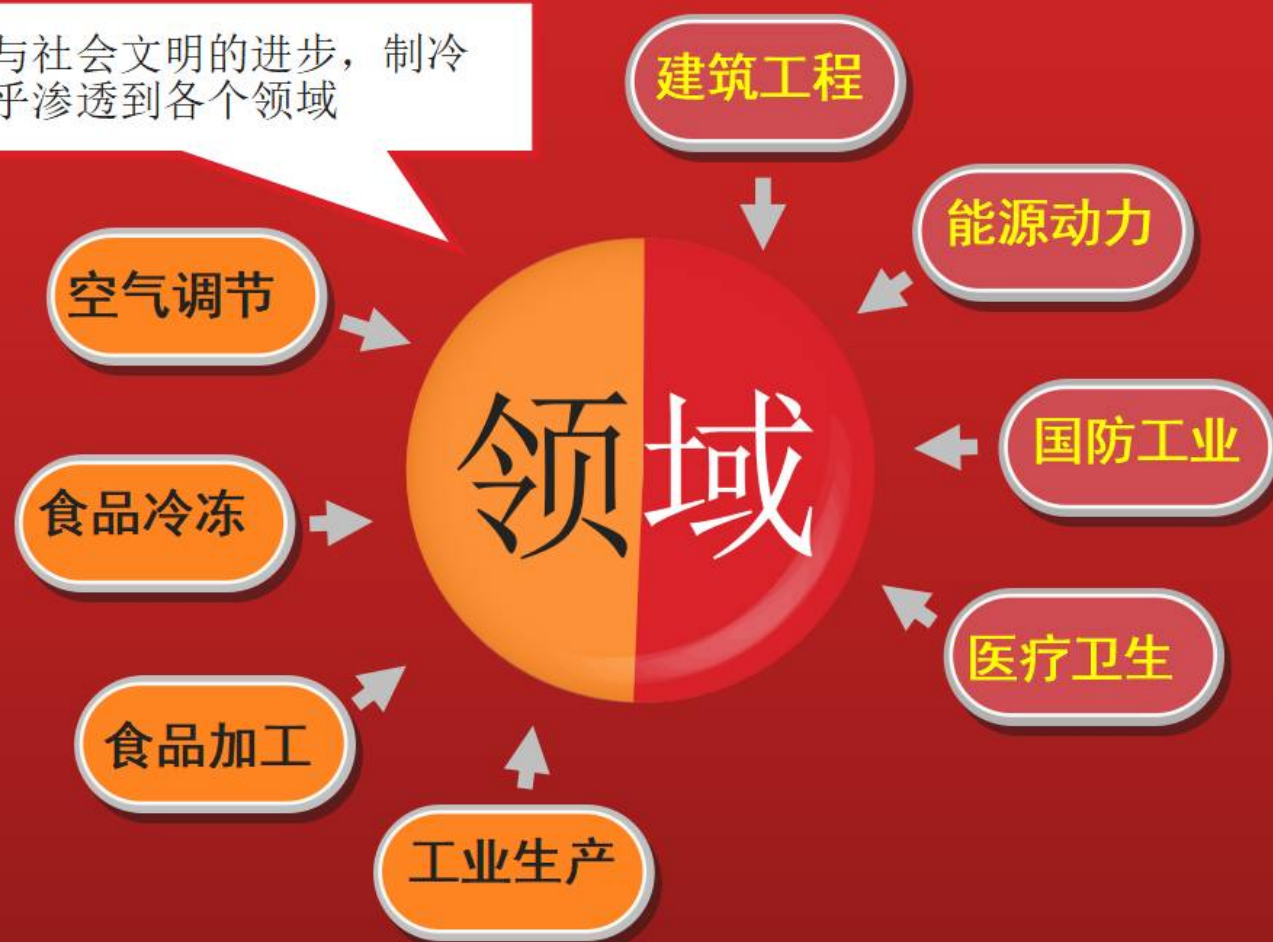 与社会文明的进步，制冷
乎渗透到各个领域
建筑工程
能源动力
空气调节
国防工业
领域
食品冷冻
医疗卫生
食品加工
工业生产